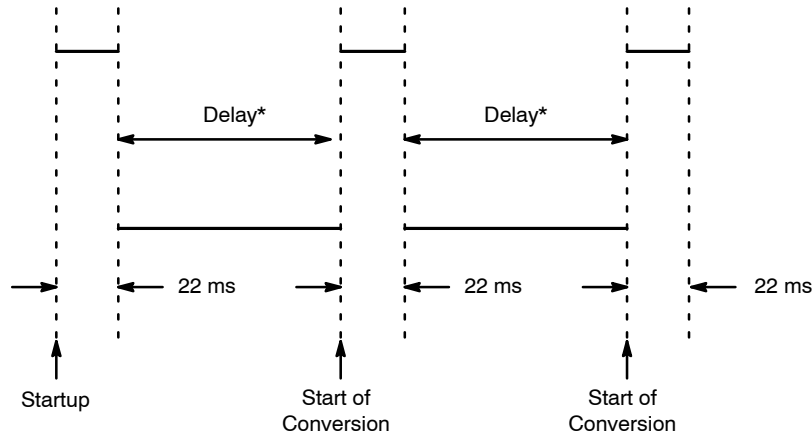 Delay* Delay*
22 ms 22 ms 22 ms
Startup
Start of
Conversion
Start of
Conversion